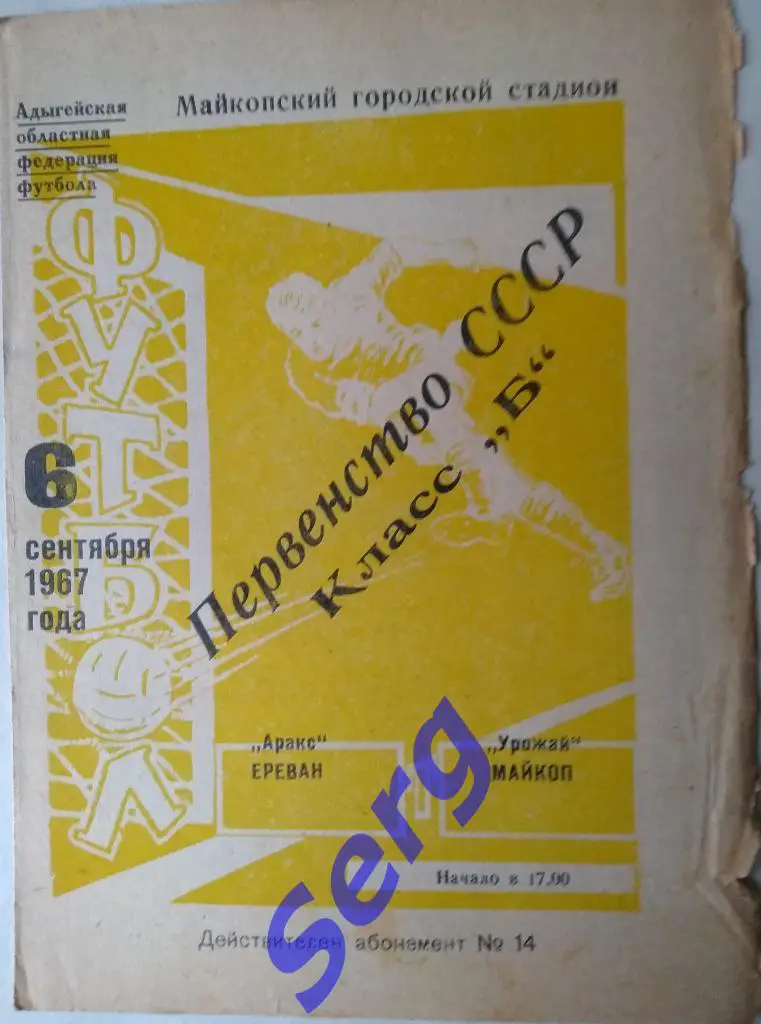 Майкопский городской стадион
Адыгейская
областная
федерация
футбола
ФУТБОЛ
6
сентября
1967
года
Первенство СССР
Класс „Б“
„Аракс“
ЕРЕВАН
„Урожай“
МАЙКОП
Начало в 17.00
Действителен абонемент № 14
Serg